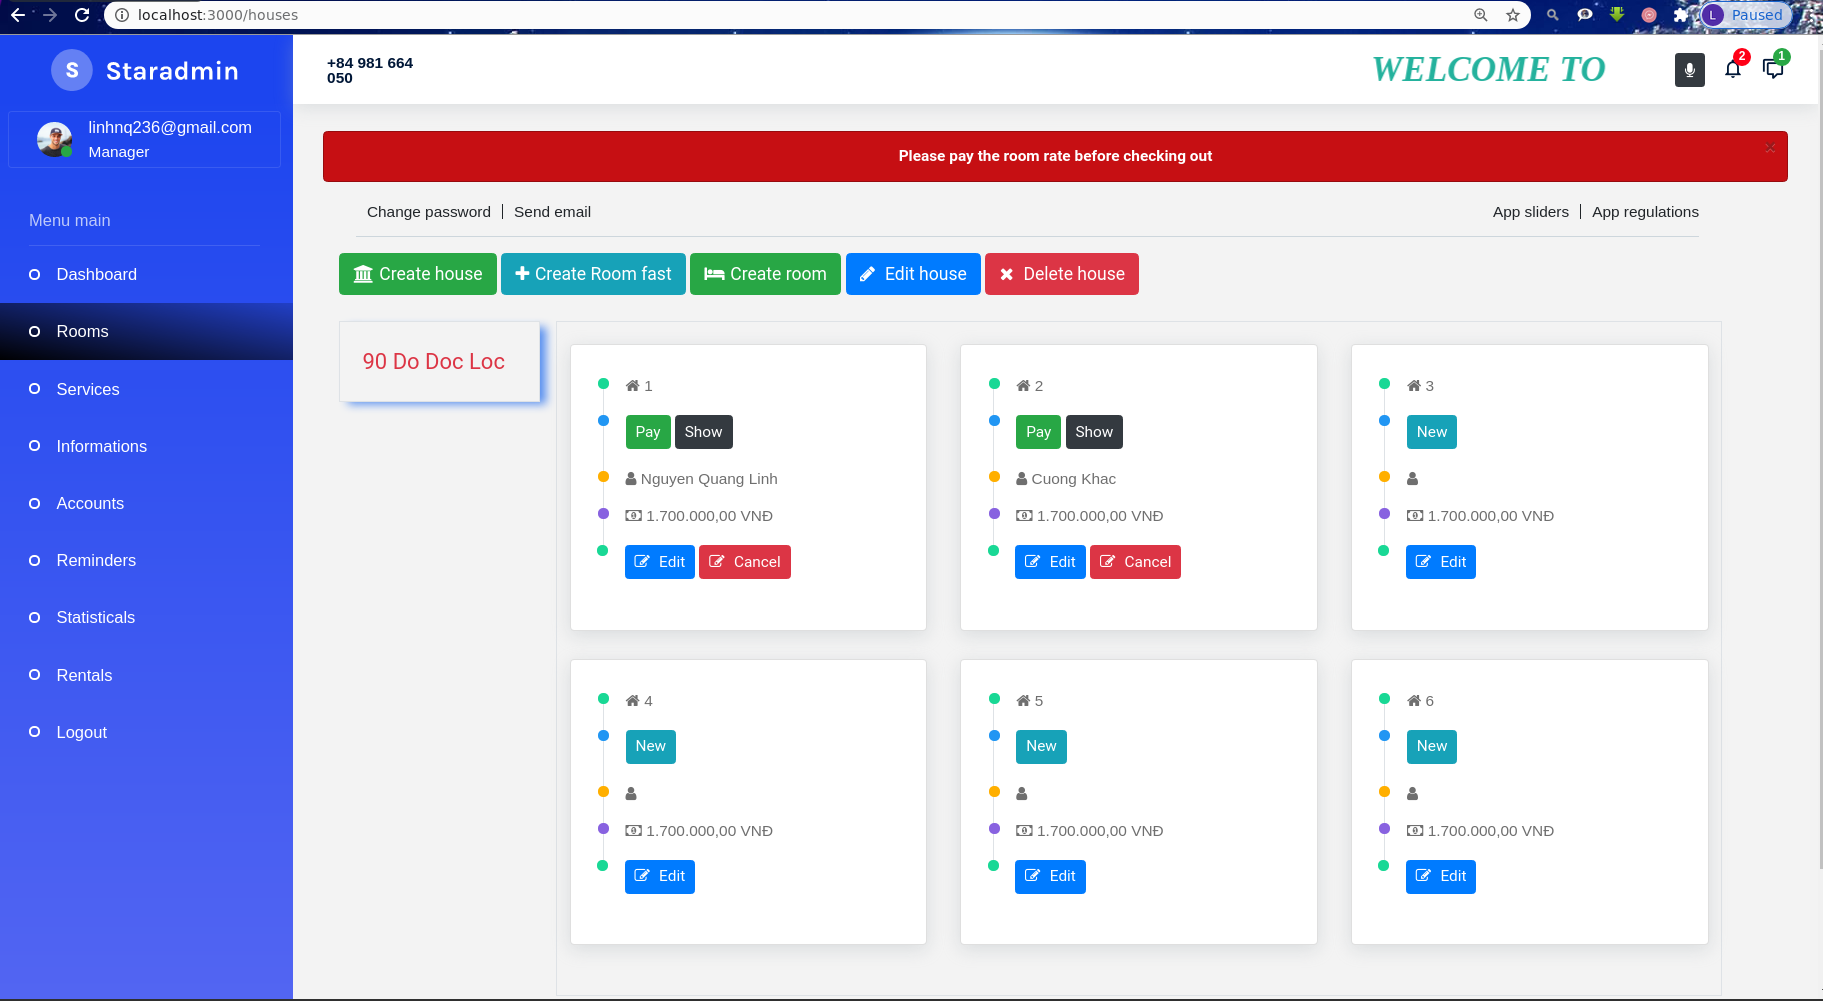 localhost:3000/houses
L Paused
S Staradmin
linhnq236@gmail.com
Manager
Menu main
Dashboard
Rooms
Services
Informations
Accounts
Reminders
Statisticals
Rentals
Logout
+84 981 664
050
WELCOME TO
2
1
Please pay the room rate before checking out
×
Change password
Send email
App sliders
App regulations
Create house
Create Room fast
Create room
Edit house
Delete house
90 Do Doc Loc
1
Pay Show
Nguyen Quang Linh
1.700.000,00 VNĐ
Edit Cancel
2
Pay Show
Cuong Khac
1.700.000,00 VNĐ
Edit Cancel
3
New
1.700.000,00 VNĐ
Edit
4
New
1.700.000,00 VNĐ
Edit
5
New
1.700.000,00 VNĐ
Edit
6
New
1.700.000,00 VNĐ
Edit